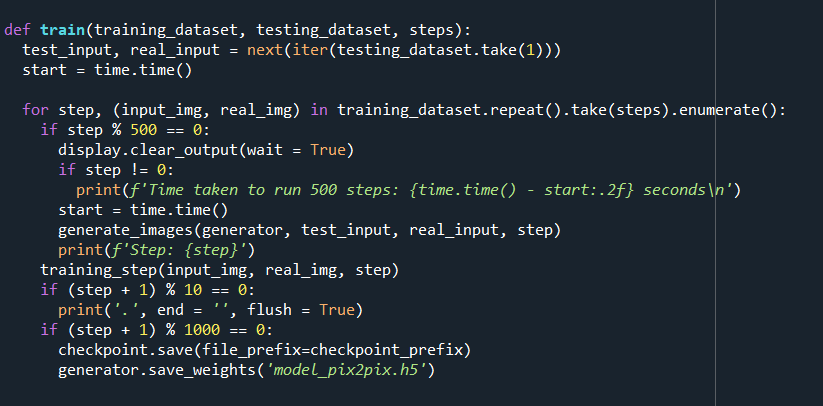 def train(training_dataset, testing_dataset, steps):
  test_input, real_input = next(iter(testing_dataset.take(1)))
  start = time.time()

  for step, (input_img, real_img) in training_dataset.repeat().take(steps).enumerate():
    if step % 500 == 0:
      display.clear_output(wait = True)
      if step != 0:
        print(f'Time taken to run 500 steps: {time.time() - start:.2f} seconds\n')
      start = time.time()
      generate_images(generator, test_input, real_input, step)
      print(f'Step: {step}')
    training_step(input_img, real_img, step)
    if (step + 1) % 10 == 0:
      print('.', end = '', flush = True)
    if (step + 1) % 1000 == 0:
      checkpoint.save(file_prefix=checkpoint_prefix)
      generator.save_weights('model_pix2pix.h5')